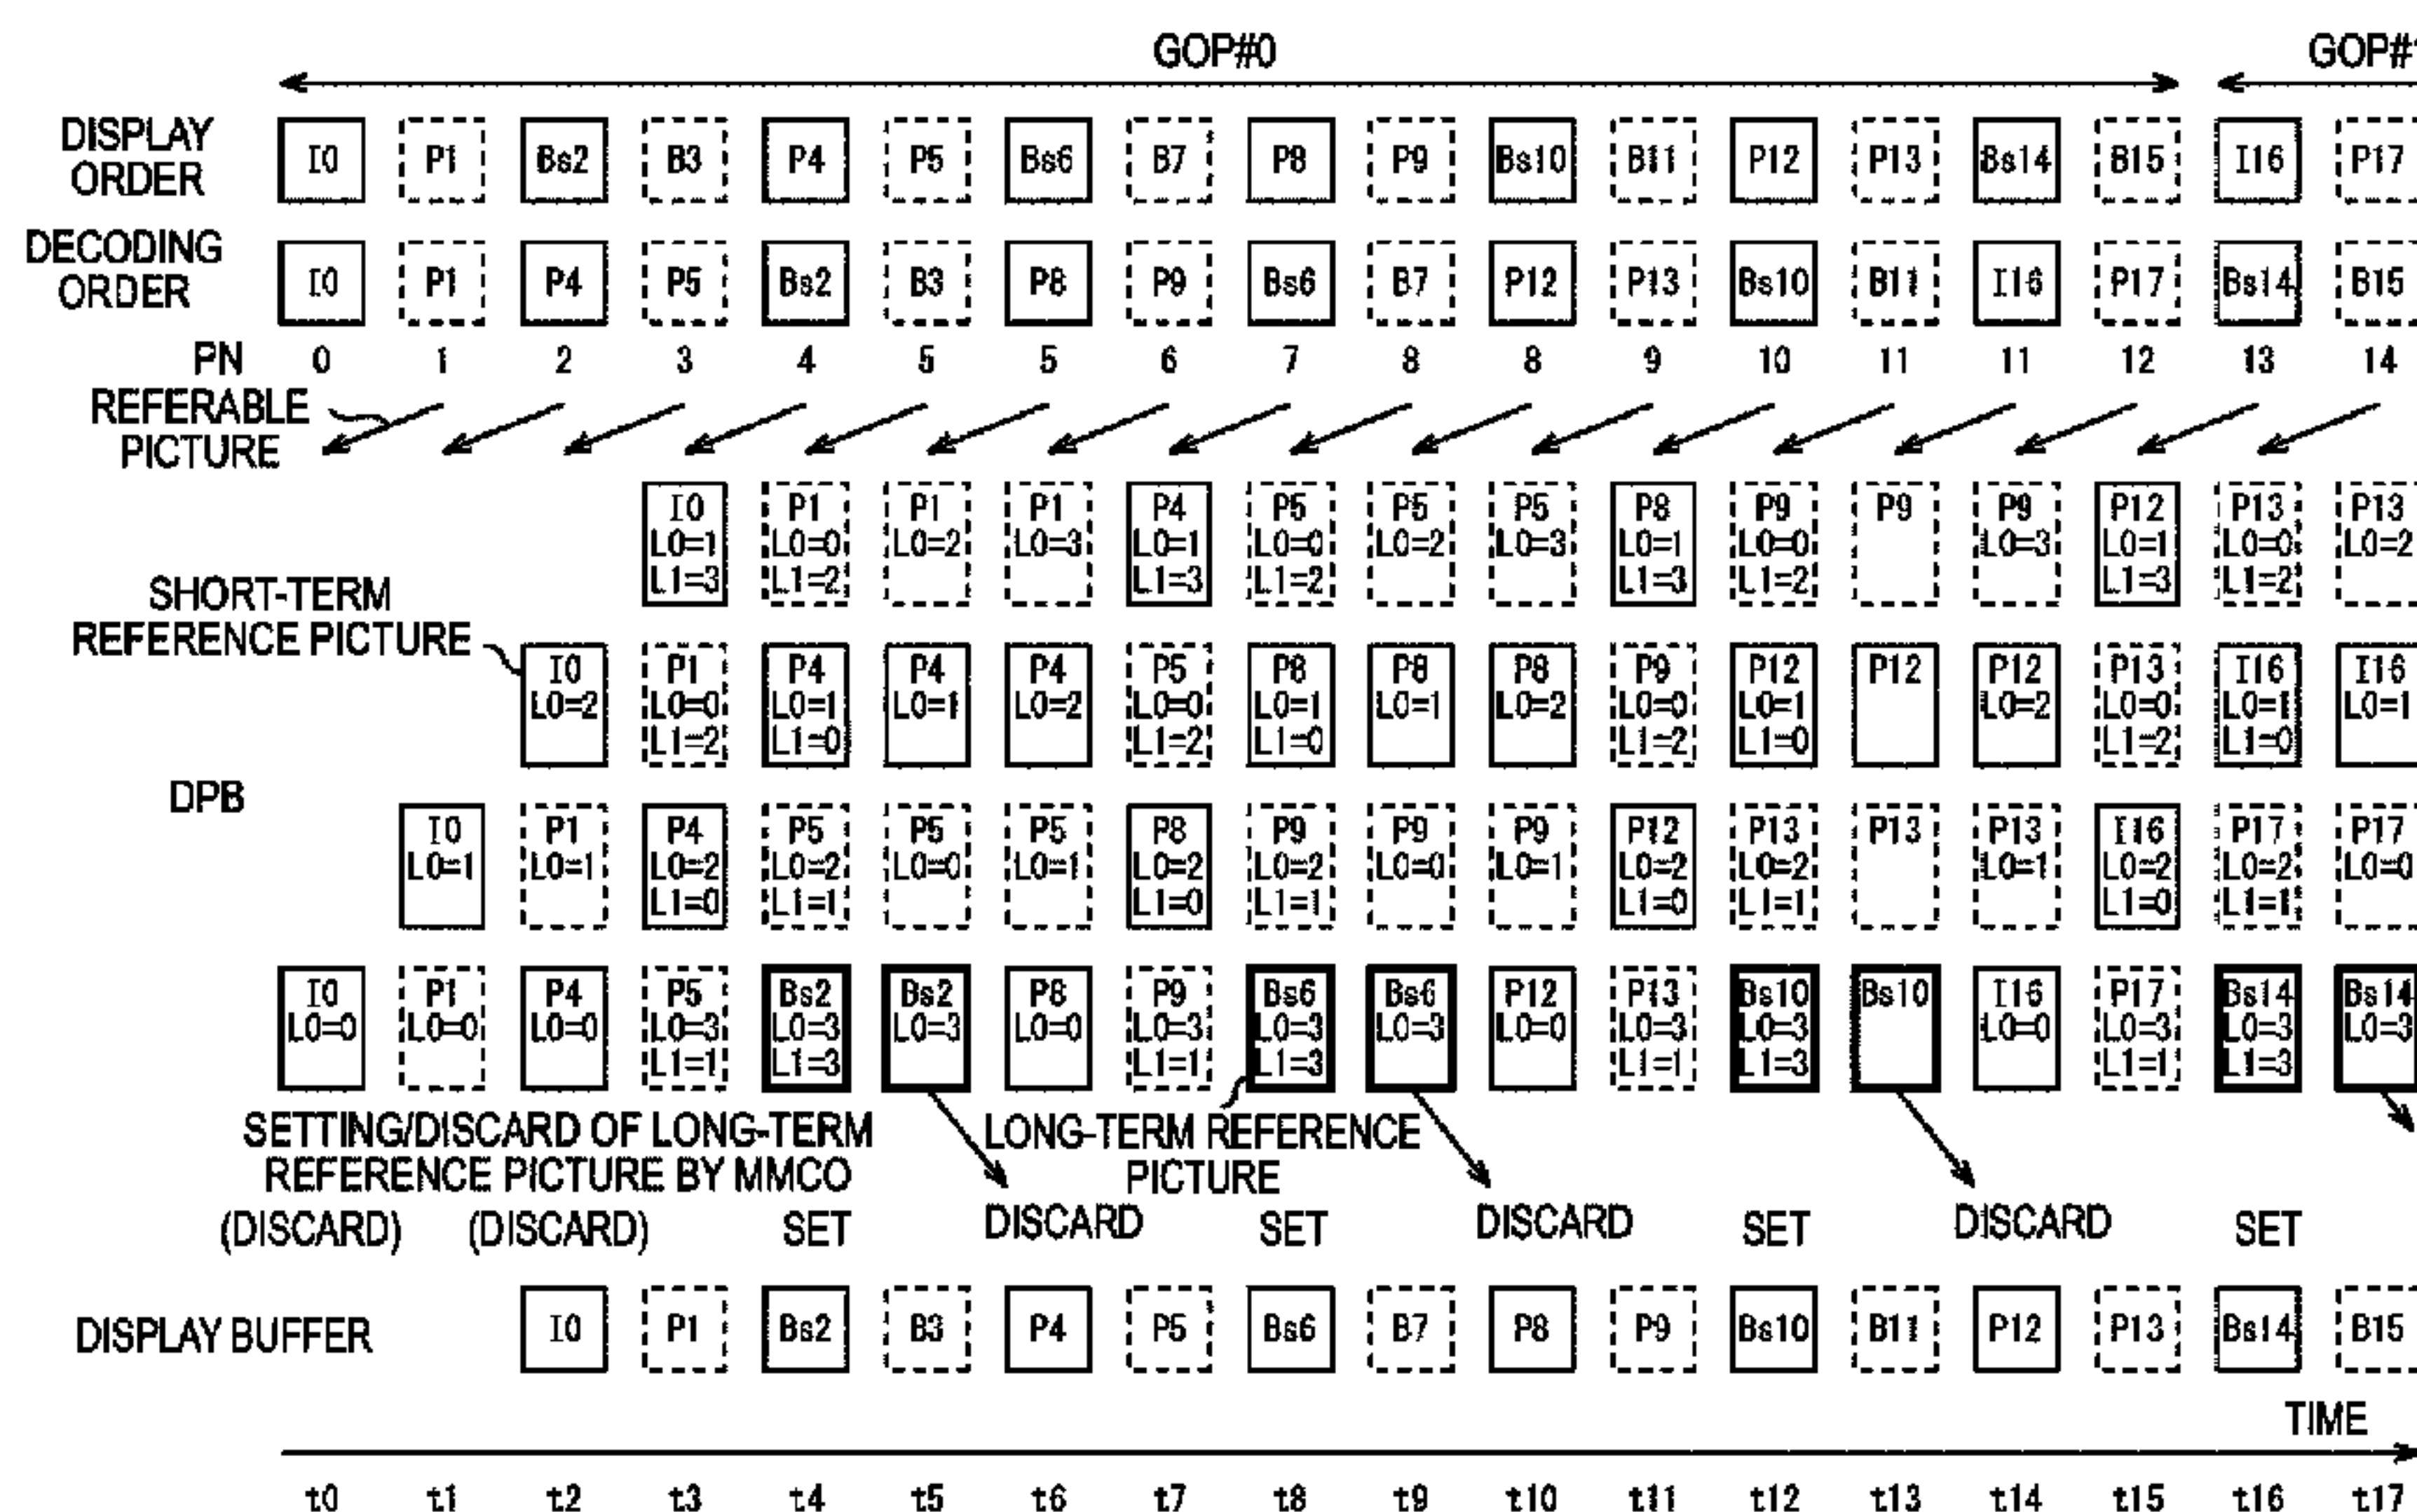 GOP#0 GOP#
DISPLAY
ORDER
I0 P1 Bs2 B3 P4 P5 Bs6 B7 P8 P9 Bs10 B11 P12 P13 Bs14 B15 I16 P17
DECODING
ORDER
I0 P1 P4 P5 Bs2 B3 P8 P9 Bs6 B7 P12 P13 Bs10 B11 I16 P17 Bs14 B15
PN 0 1 2 3 4 5 5 6 7 8 8 9 10 11 11 12 13 14
REFERABLE
PICTURE
I0 P1 P1 P1 P4 P5 P5 P5 P8 P9 P9 P9 P12 P13 P13
L0=1 L0=0 L0=2 L0=3 L0=1 L0=0 L0=2 L0=3 L0=1 L0=0 L0=3 L0=1 L0=0 L0=2
L1=3 L1=2 L1=3 L1=2 L1=3 L1=2 L1=3 L1=2
SHORT-TERM
REFERENCE PICTURE
I0 P1 P4 P4 P4 P5 P8 P8 P8 P9 P12 P12 P12 P13 I16 I16
L0=2 L0=0 L0=1 L0=1 L0=2 L0=0 L0=1 L0=1 L0=2 L0=0 L0=1 L0=2 L0=0 L0=1 L0=1
L1=2 L1=0 L1=2 L1=0 L1=2 L1=0 L1=2 L1=0
DPB
I0 P1 P4 P5 P5 P5 P8 P9 P9 P9 P12 P13 P13 P13 I16 P17 P17
L0=1 L0=1 L0=2 L0=2 L0=0 L0=1 L0=2 L0=2 L0=0 L0=1 L0=2 L0=2 L0=1 L0=2 L0=2 L0=0
L1=0 L1=1 L1=0 L1=1 L1=0 L1=1 L1=0 L1=1
I0 P1 P4 P5 Bs2 Bs2 P8 P9 Bs6 Bs6 P12 P13 Bs10 Bs10 I16 P17 Bs14 Bs14
L0=0 L0=0 L0=0 L0=3 L0=3 L0=3 L0=0 L0=3 L0=3 L0=3 L0=0 L0=3 L0=3 L0=0 L0=3 L0=3 L0=3
L1=1 L1=3 L1=1 L1=3 L1=1 L1=3 L1=1 L1=3
SETTING/DISCARD OF LONG-TERM
REFERENCE PICTURE BY MMCO
LONG-TERM REFERENCE
PICTURE
(DISCARD) (DISCARD) SET DISCARD SET DISCARD SET DISCARD SET
DISPLAY BUFFER
I0 P1 Bs2 B3 P4 P5 Bs6 B7 P8 P9 Bs10 B11 P12 P13 Bs14 B15
TIME
t0 t1 t2 t3 t4 t5 t6 t7 t8 t9 t10 t11 t12 t13 t14 t15 t16 t17